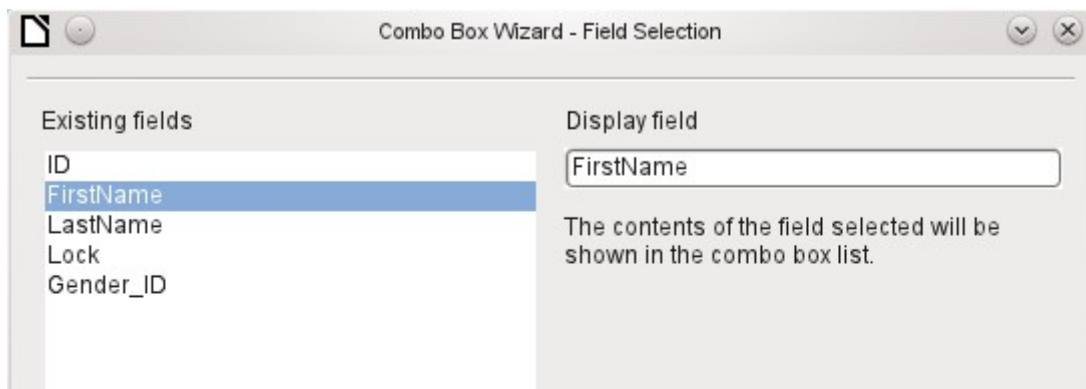 Combo Box Wizard - Field Selection
Existing fields
ID
FirstName
LastName
Lock
Gender_ID
Display field
FirstName
The contents of the field selected will be
shown in the combo box list.